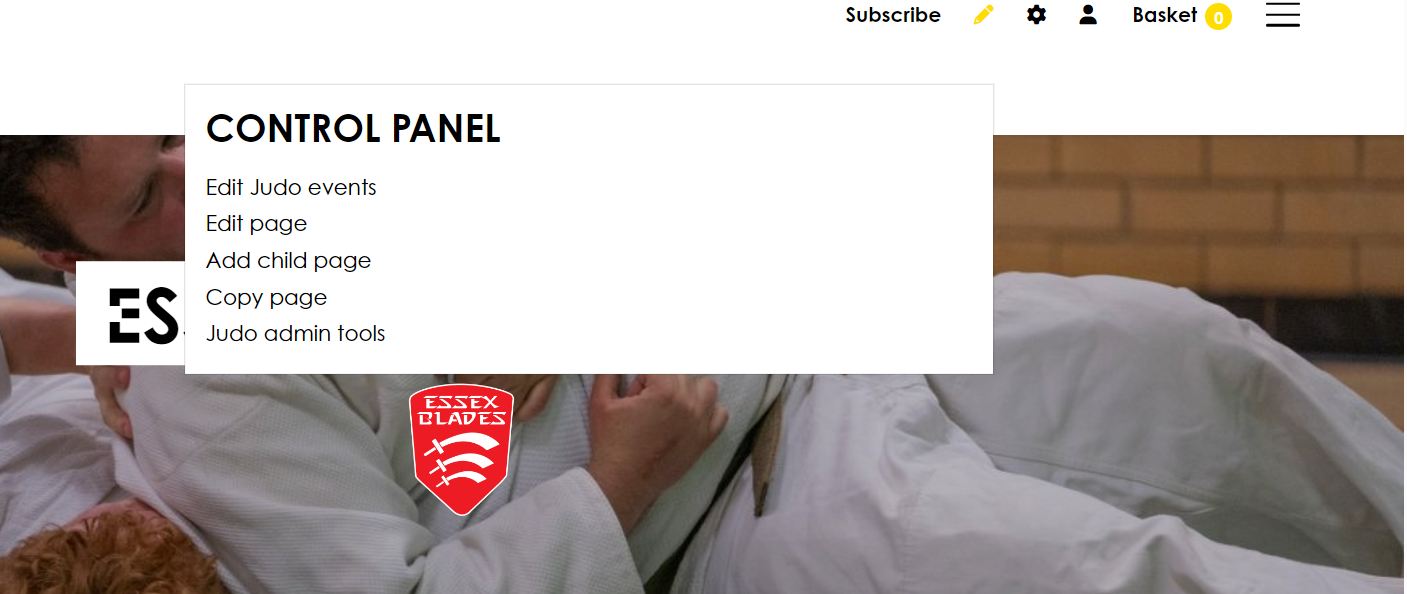 Subscribe
Basket 0
CONTROL PANEL
Edit Judo events
Edit page
Add child page
Copy page
Judo admin tools
ES
ESSEX
BLADES